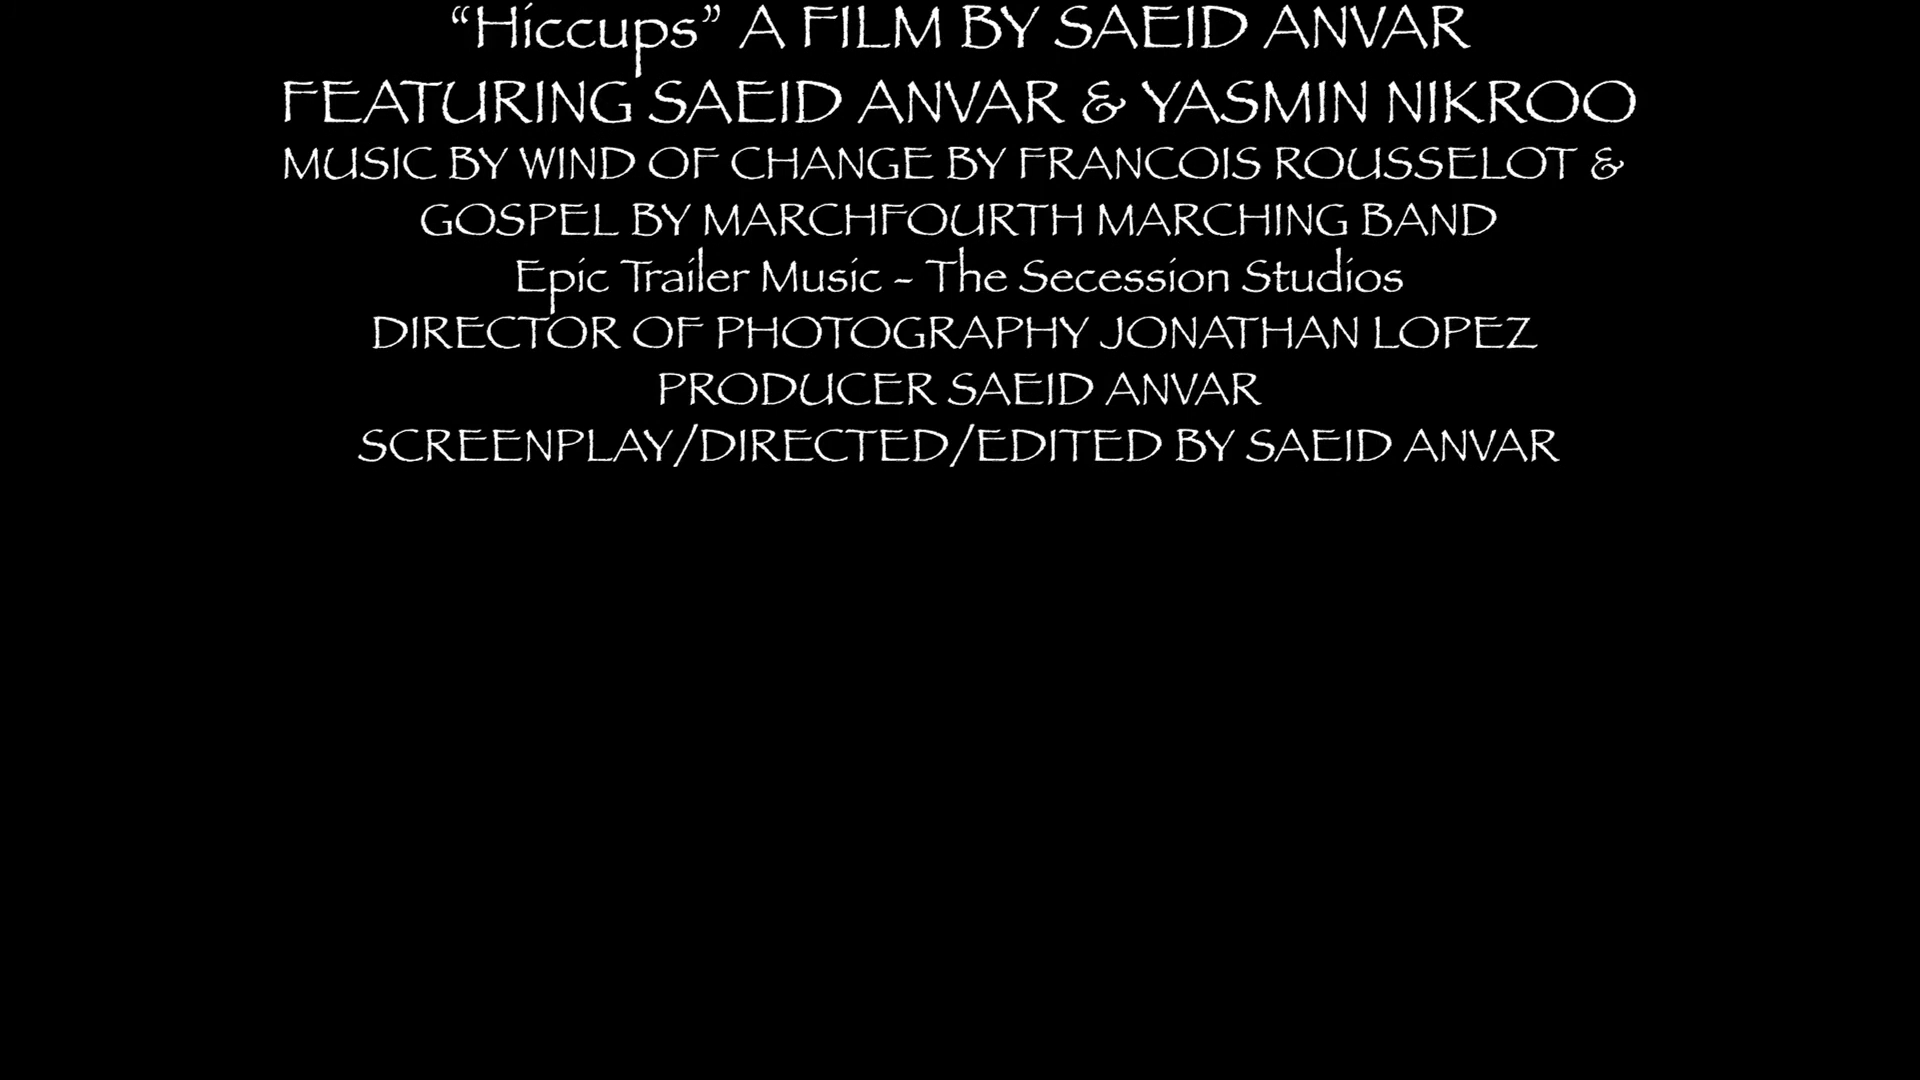 “Hiccups” A FILM BY SAEID ANVAR
FEATURING SAEID ANVAR & YASMIN NIKROO
MUSIC BY WIND OF CHANGE BY FRANCOIS ROUSSELOT &
GOSPEL BY MARCHFOURTH MARCHING BAND
Epic Trailer Music - The Secession Studios
DIRECTOR OF PHOTOGRAPHY JONATHAN LOPEZ
PRODUCER SAEID ANVAR
SCREENPLAY/DIRECTED/EDITED BY SAEID ANVAR